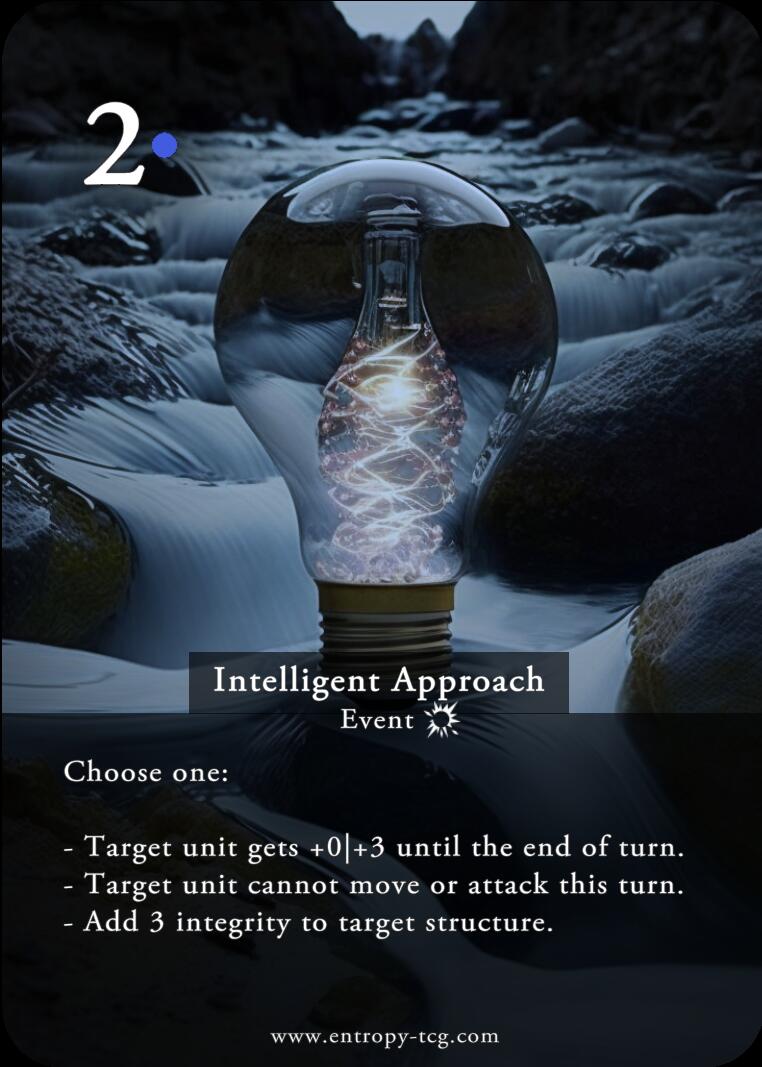 2
Intelligent Approach
Event
Choose one:
- Target unit gets +0|+3 until the end of turn.
- Target unit cannot move or attack this turn.
- Add 3 integrity to target structure.
www.entropy-tcg.com